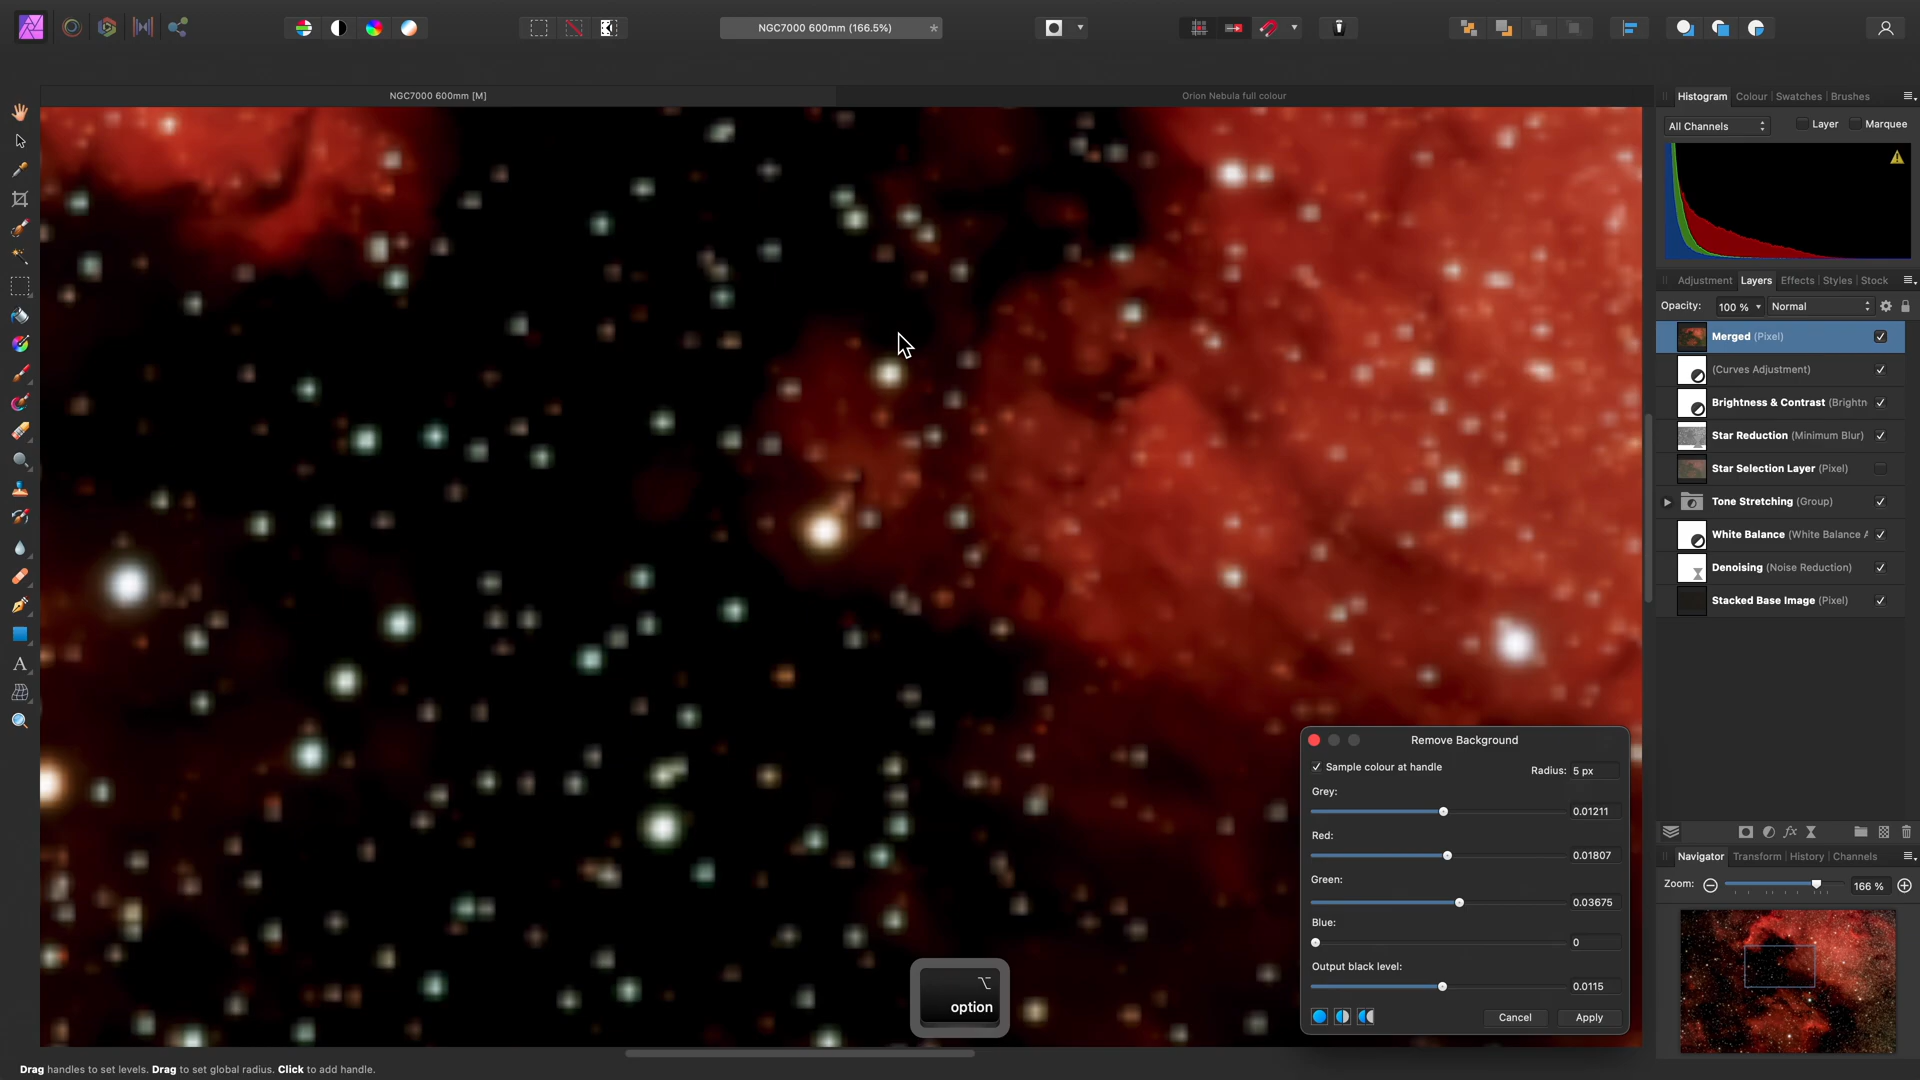 NGC7000 600mm (166.5%)
*
NGC7000 600mm [M]
Orion Nebula full colour
Histogram Colour Swatches Brushes
All Channels
Layer
Marquee
Adjustment Layers Effects Styles Stock
Opacity: 100 % Normal
Merged (Pixel)
(Curves Adjustment)
Brightness & Contrast (Brightn
Star Reduction (Minimum Blur)
Star Selection Layer (Pixel)
Tone Stretching (Group)
White Balance (White Balance A
Denoising (Noise Reduction)
Stacked Base Image (Pixel)
fx
Navigator Transform History Channels
Zoom: 166 %
Remove Background
Sample colour at handle
Radius: 5 px
Grey:
0.01211
Red:
0.01807
Green:
0.03675
Blue:
0
Output black level:
0.0115
Cancel Apply
A
⌥
option
Drag handles to set levels. Drag to set global radius. Click to add handle.